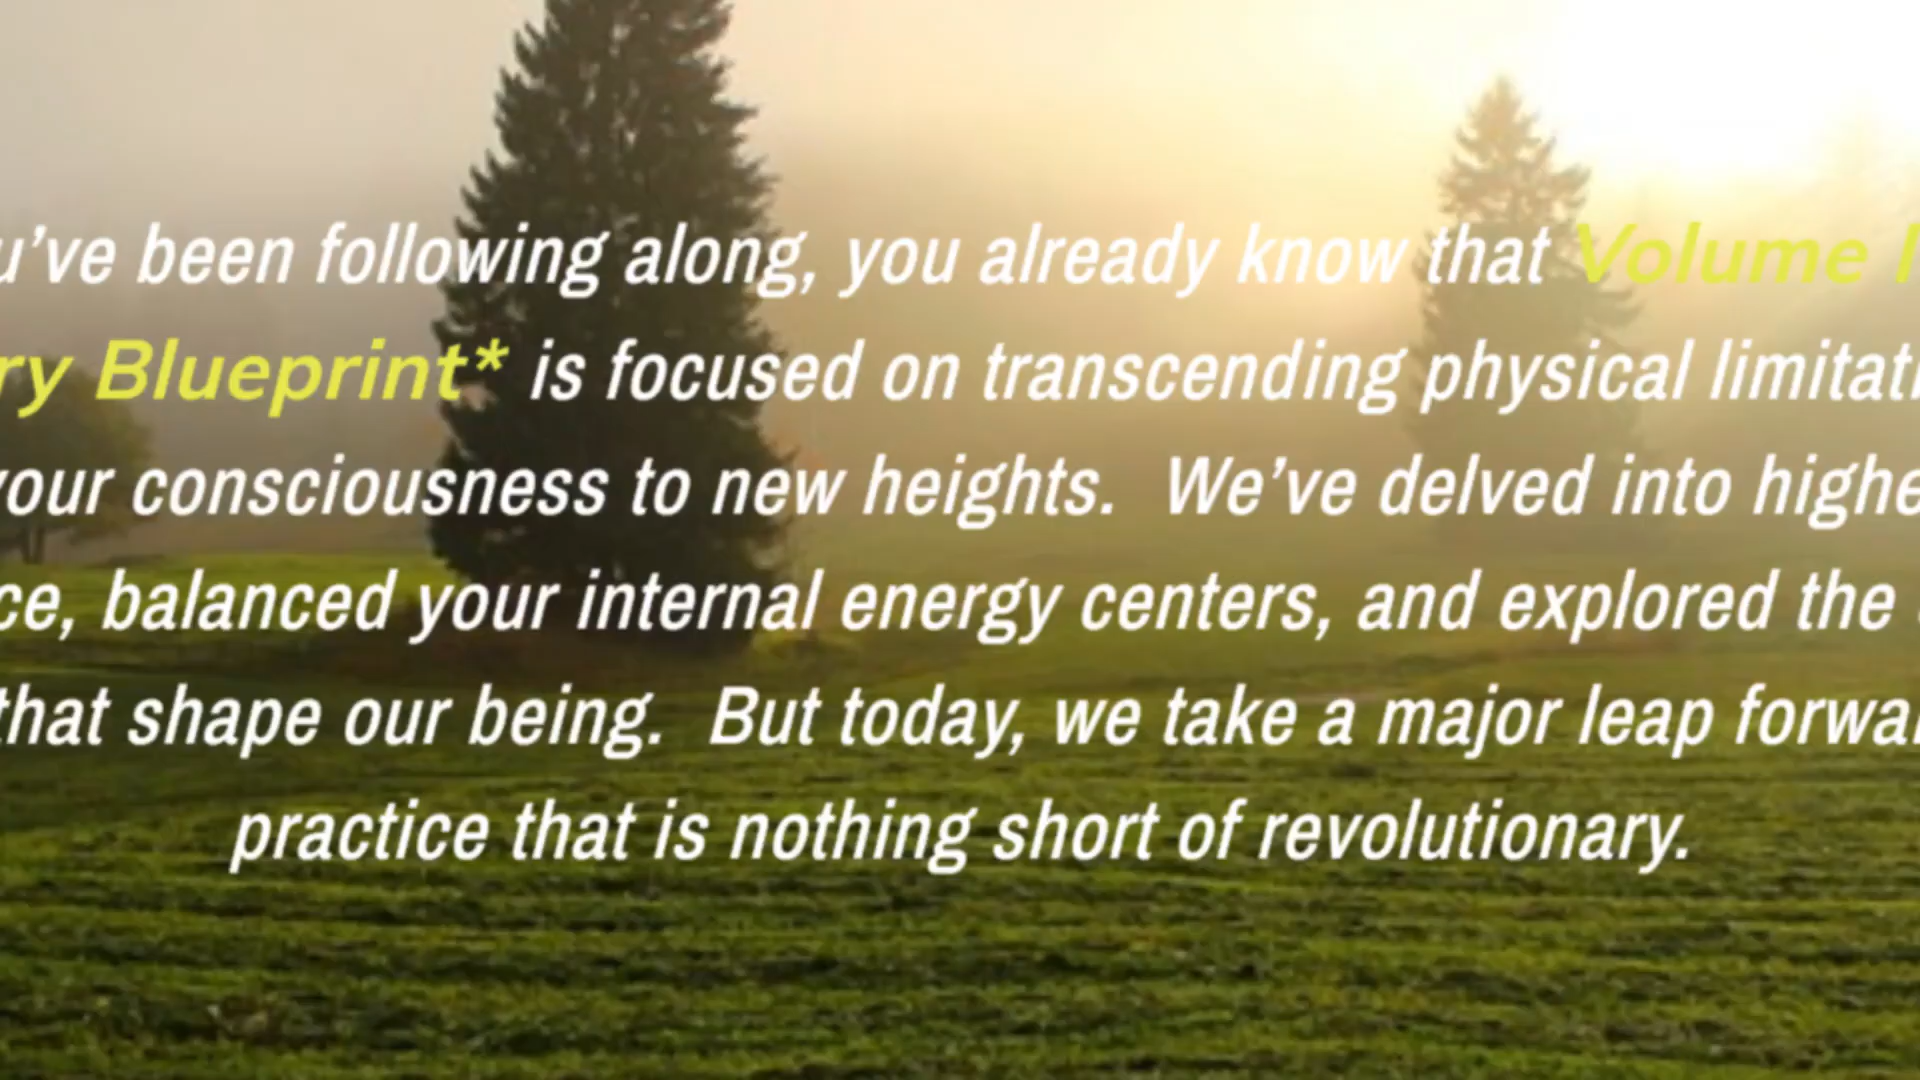 u’ve been following along, you already know that Volume I
ry Blueprint* is focused on transcending physical limitati
your consciousness to new heights.  We’ve delved into highe
ce, balanced your internal energy centers, and explored the
that shape our being.  But today, we take a major leap forwar
practice that is nothing short of revolutionary.